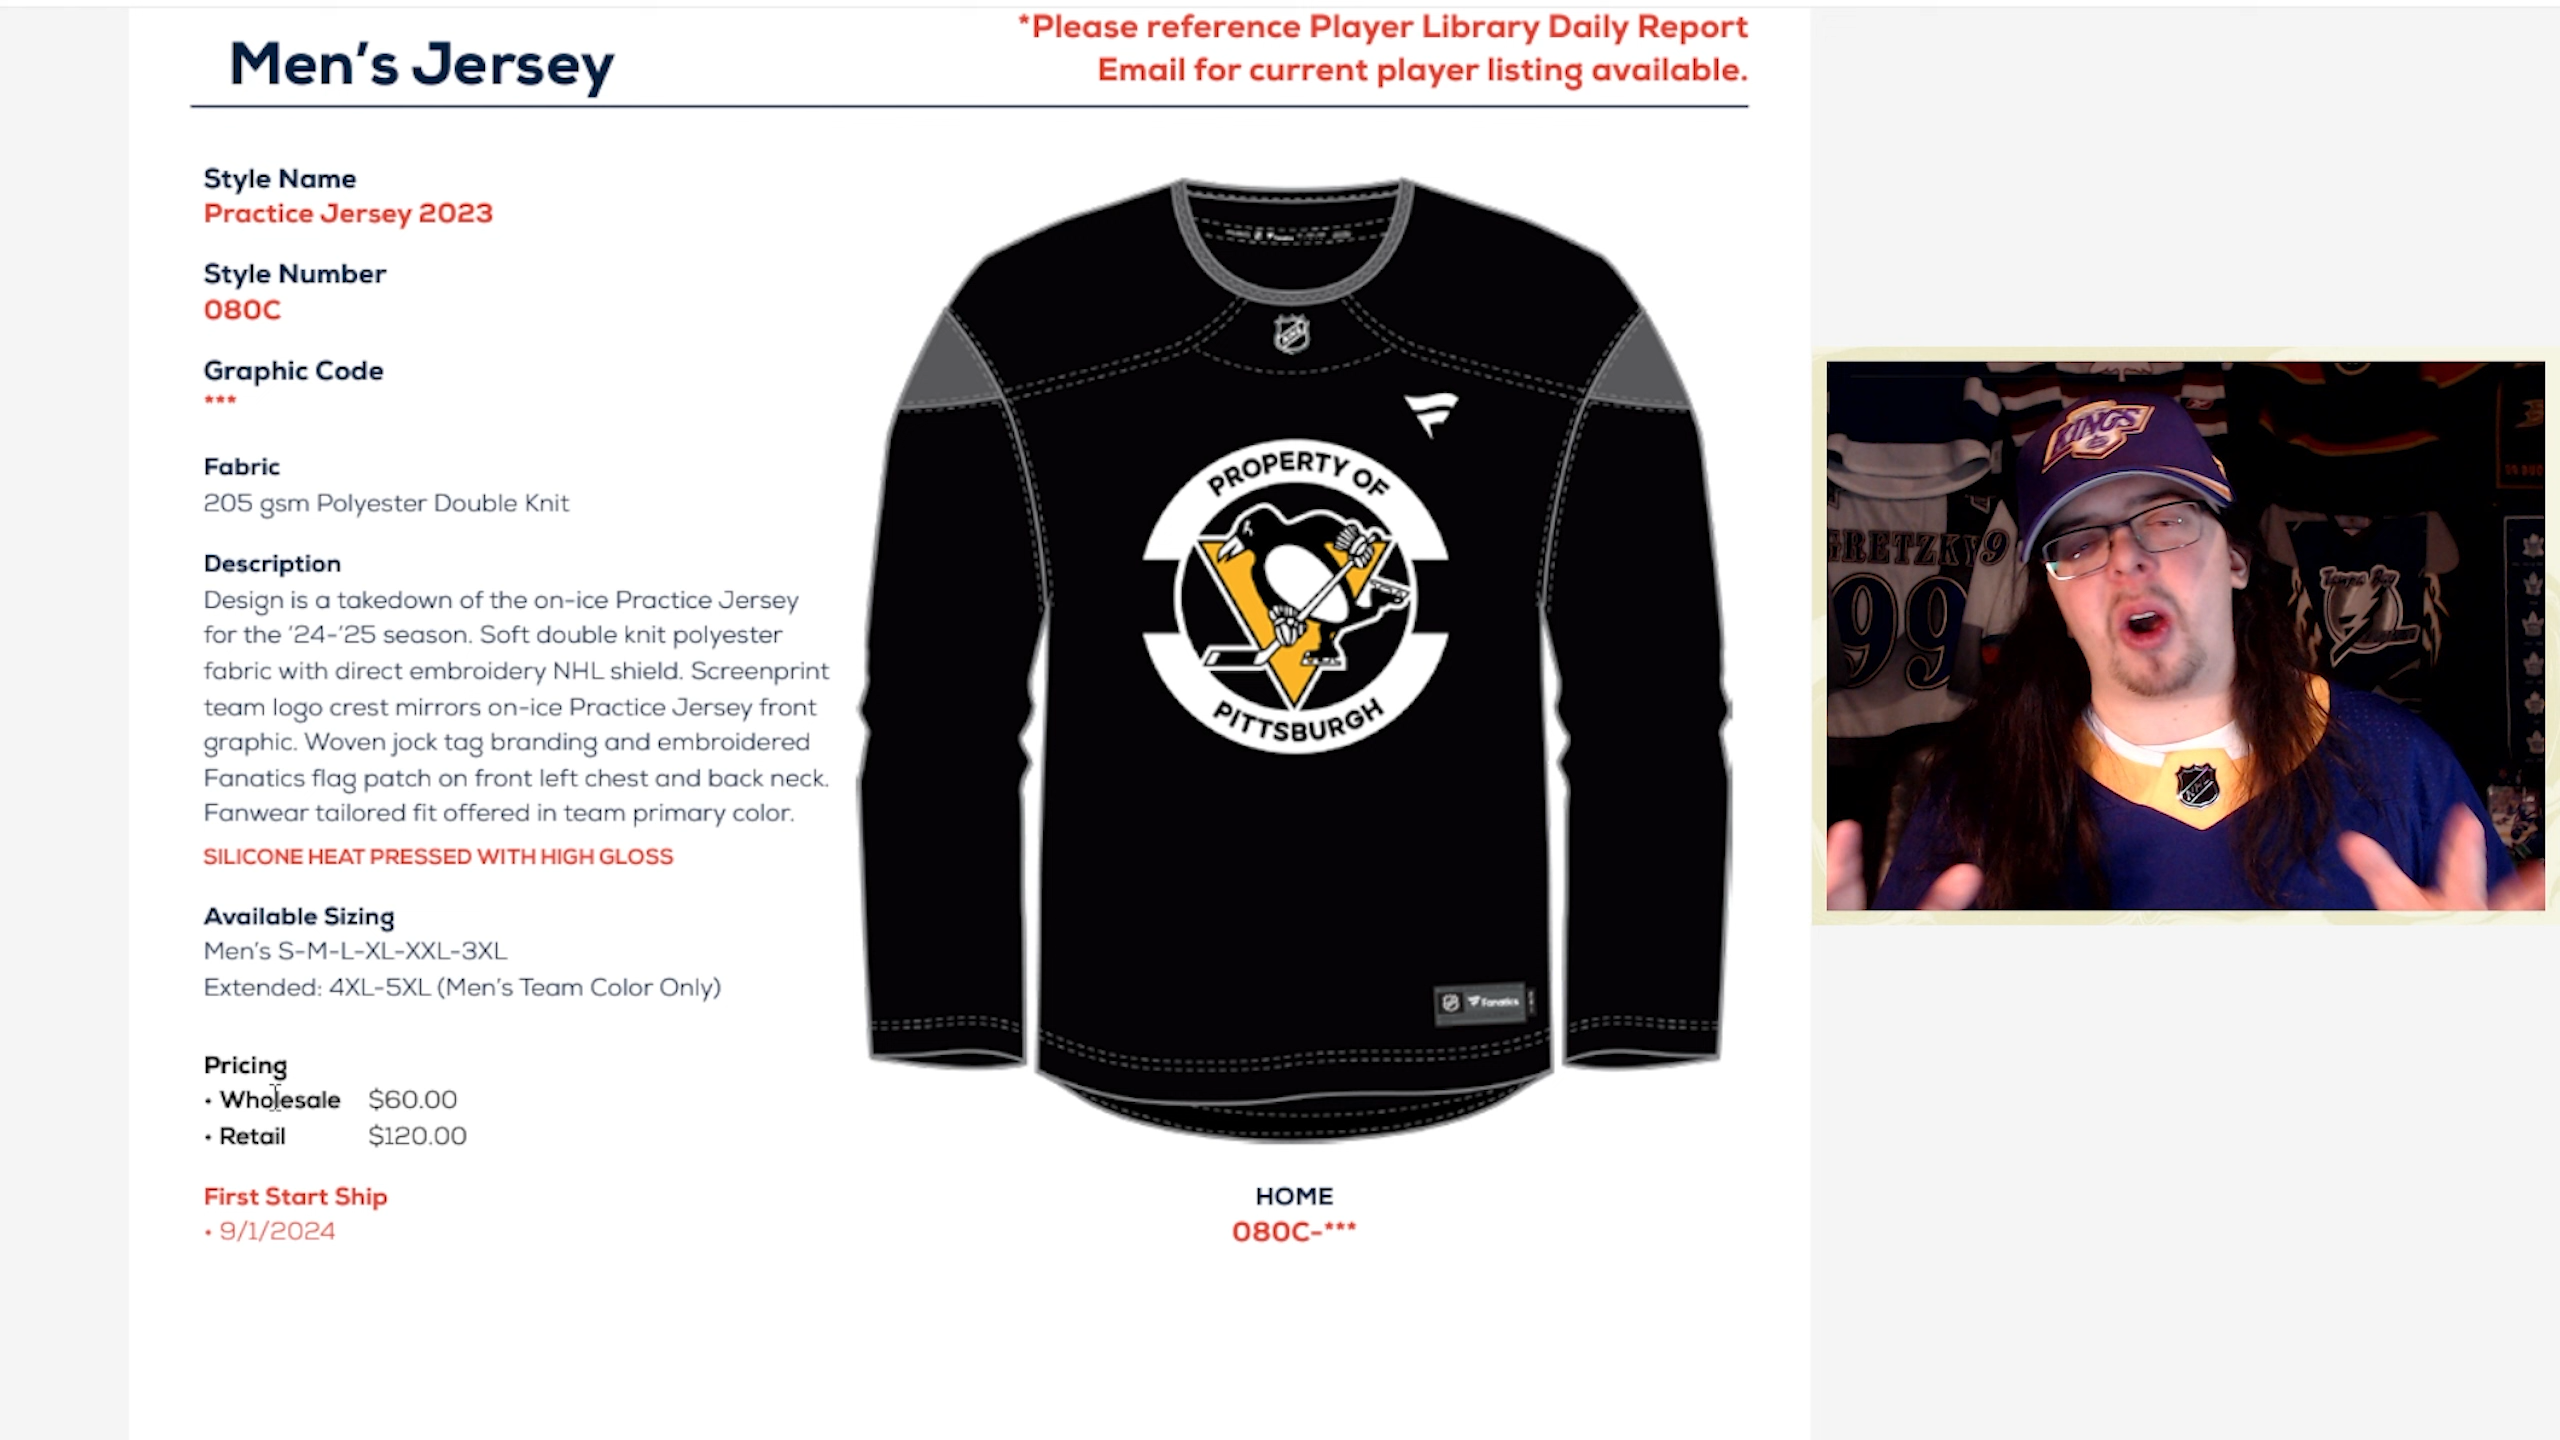 *Please reference Player Library Daily Report
Email for current player listing available.
Men's Jersey
Style Name
Practice Jersey 2023
Style Number
080C
Graphic Code
***
Fabric
205 gsm Polyester Double Knit
Description
Design is a takedown of the on-ice Practice Jersey
for the '24-'25 season. Soft double knit polyester
fabric with direct embroidery NHL shield. Screenprint
team logo crest mirrors on-ice Practice Jersey front
graphic. Woven jock tag branding and embroidered
Fanatics flag patch on front left chest and back neck.
Fanwear tailored fit offered in team primary color.
SILICONE HEAT PRESSED WITH HIGH GLOSS
Available Sizing
Men's S-M-L-XL-XXL-3XL
Extended: 4XL-5XL (Men's Team Color Only)
Pricing
• Wholesale $60.00
• Retail $120.00
First Start Ship
• 9/1/2024
PROPERTY OF
PITTSBURGH
Fanatics
HOME
080C-***
KINGS
GRETZKY
99
Tampa Bay
NHL